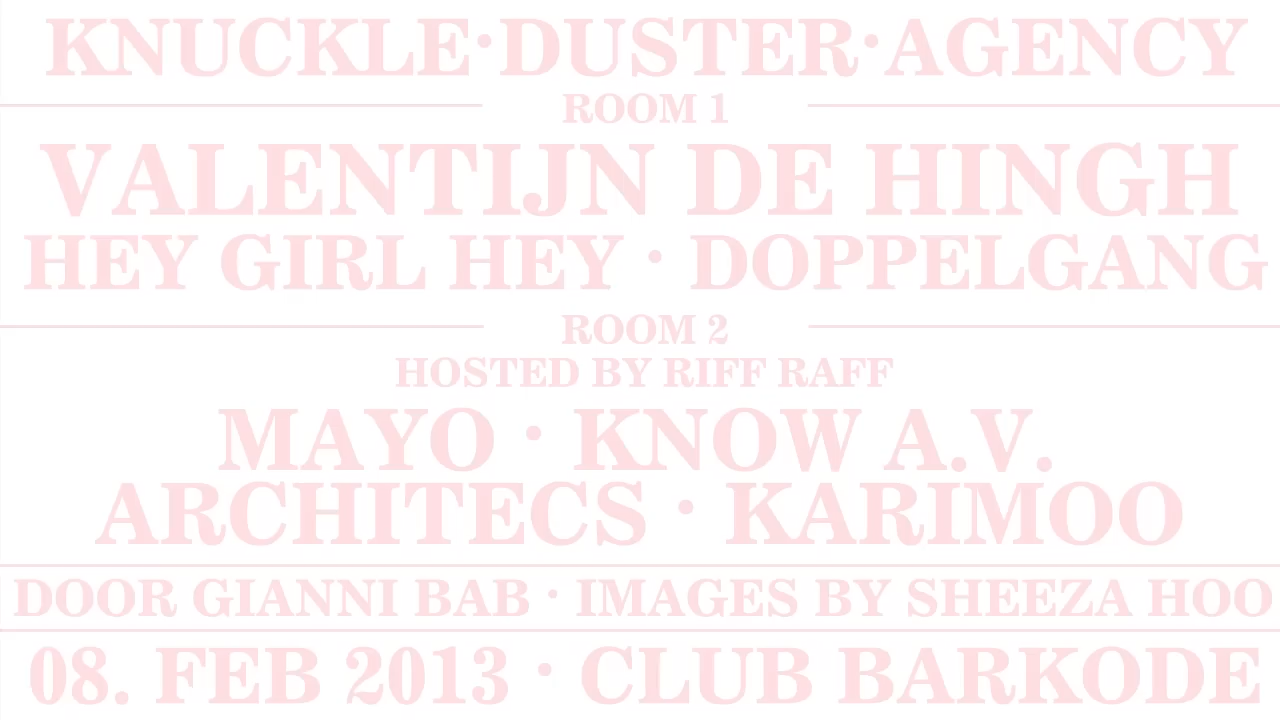 KNUCKLE·DUSTER·AGENCY
ROOM 1
VALENTIJN DE HINGH
HEY GIRL HEY · DOPPELGANG
ROOM 2
HOSTED BY RIFF RAFF
MAYO · KNOW A.V.
ARCHITECS · KARIMOO
DOOR GIANNI BAB · IMAGES BY SHEEZA HOO
08. FEB 2013 · CLUB BARKODE